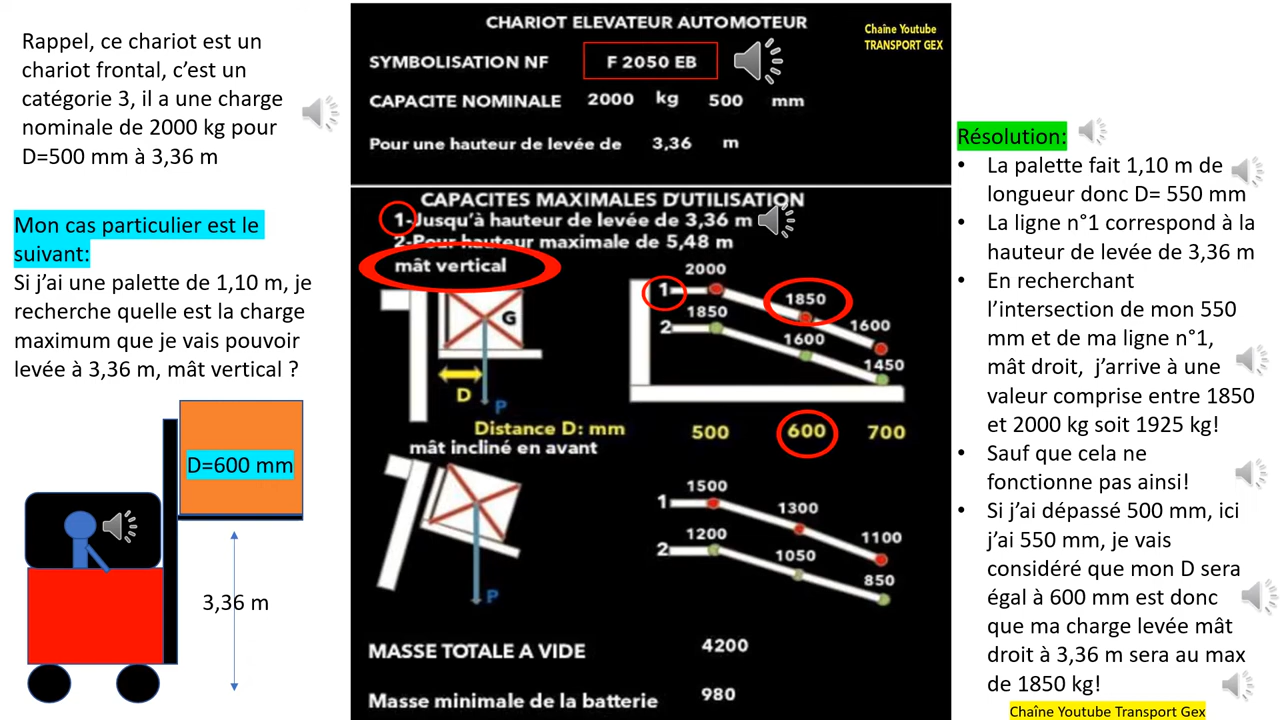 Rappel, ce chariot est un
chariot frontal, c’est un
catégorie 3, il a une charge
nominale de 2000 kg pour
D=500 mm à 3,36 m
Mon cas particulier est le
suivant:
Si j’ai une palette de 1,10 m, je
recherche quelle est la charge
maximum que je vais pouvoir
levée à 3,36 m, mât vertical ?
D=600 mm
3,36 m
CHARIOT ELEVATEUR AUTOMOTEUR
Chaîne Youtube
TRANSPORT GEX
SYMBOLISATION NF F 2050 EB
CAPACITE NOMINALE 2000 kg 500 mm
Pour une hauteur de levée de 3,36 m
CAPACITES MAXIMALES D'UTILISATION
1-Jusqu’à hauteur de levée de 3,36 m
2-Pour hauteur maximale de 5,48 m
mât vertical
G
D
P
2000
1 1850
1850 1600
2 1600
1450
Distance D: mm 500 600 700
mât incliné en avant
P
1500
1 1300
1200 1100
2 1050
850
MASSE TOTALE A VIDE 4200
Masse minimale de la batterie 980
Résolution:
• La palette fait 1,10 m de
longueur donc D= 550 mm
• La ligne n°1 correspond à la
hauteur de levée de 3,36 m
• En recherchant
l’intersection de mon 550
mm et de ma ligne n°1,
mât droit, j’arrive à une
valeur comprise entre 1850
et 2000 kg soit 1925 kg!
• Sauf que cela ne
fonctionne pas ainsi!
• Si j’ai dépassé 500 mm, ici
j’ai 550 mm, je vais
considéré que mon D sera
égal à 600 mm est donc
que ma charge levée mât
droit à 3,36 m sera au max
de 1850 kg!
Chaîne Youtube Transport Gex